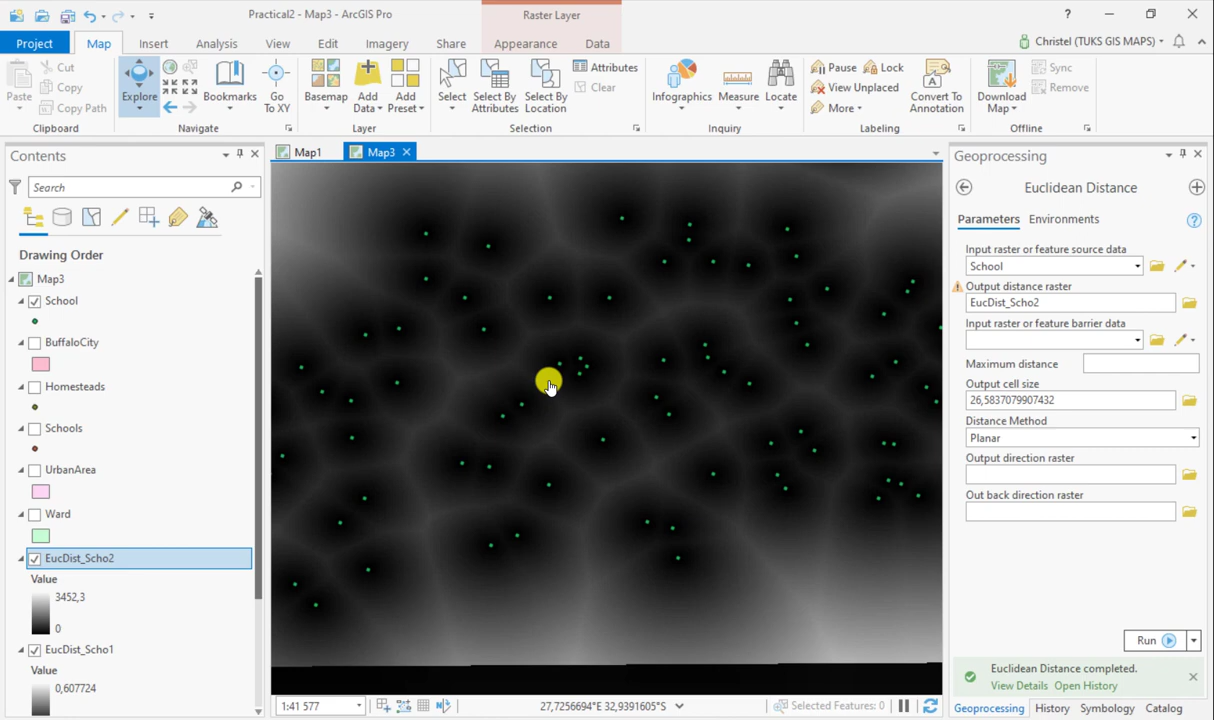 Practical2 - Map3 - ArcGIS Pro
Raster Layer
?
Project
Map
Insert
Analysis
View
Edit
Imagery
Share
Appearance
Data
Christel (TUKS GIS MAPS)
Paste
Cut
Copy
Copy Path
Clipboard
Explore
Bookmarks
Go To XY
Navigate
Basemap
Add Data
Add Preset
Layer
Select
Select By Attributes
Select By Location
Attributes
Clear
Selection
Infographics
Measure
Locate
Inquiry
Pause
Lock
View Unplaced
More
Convert To Annotation
Labeling
Download Map
Sync
Remove
Offline
Contents
Search
Drawing Order
Map3
School
BuffaloCity
Homesteads
Schools
UrbanArea
Ward
EucDist_Scho2
Value
3452,3
0
EucDist_Scho1
Value
0,607724
Map1
Map3
1:41 577
27,7256694°E 32,9391605°S
Selected Features: 0
Geoprocessing
Euclidean Distance
Parameters
Environments
?
Input raster or feature source data
School
Output distance raster
EucDist_Scho2
Input raster or feature barrier data
Maximum distance
Output cell size
26,5837079907432
Distance Method
Planar
Output direction raster
Out back direction raster
Run
Euclidean Distance completed.
View Details Open History
Geoprocessing
History
Symbology
Catalog